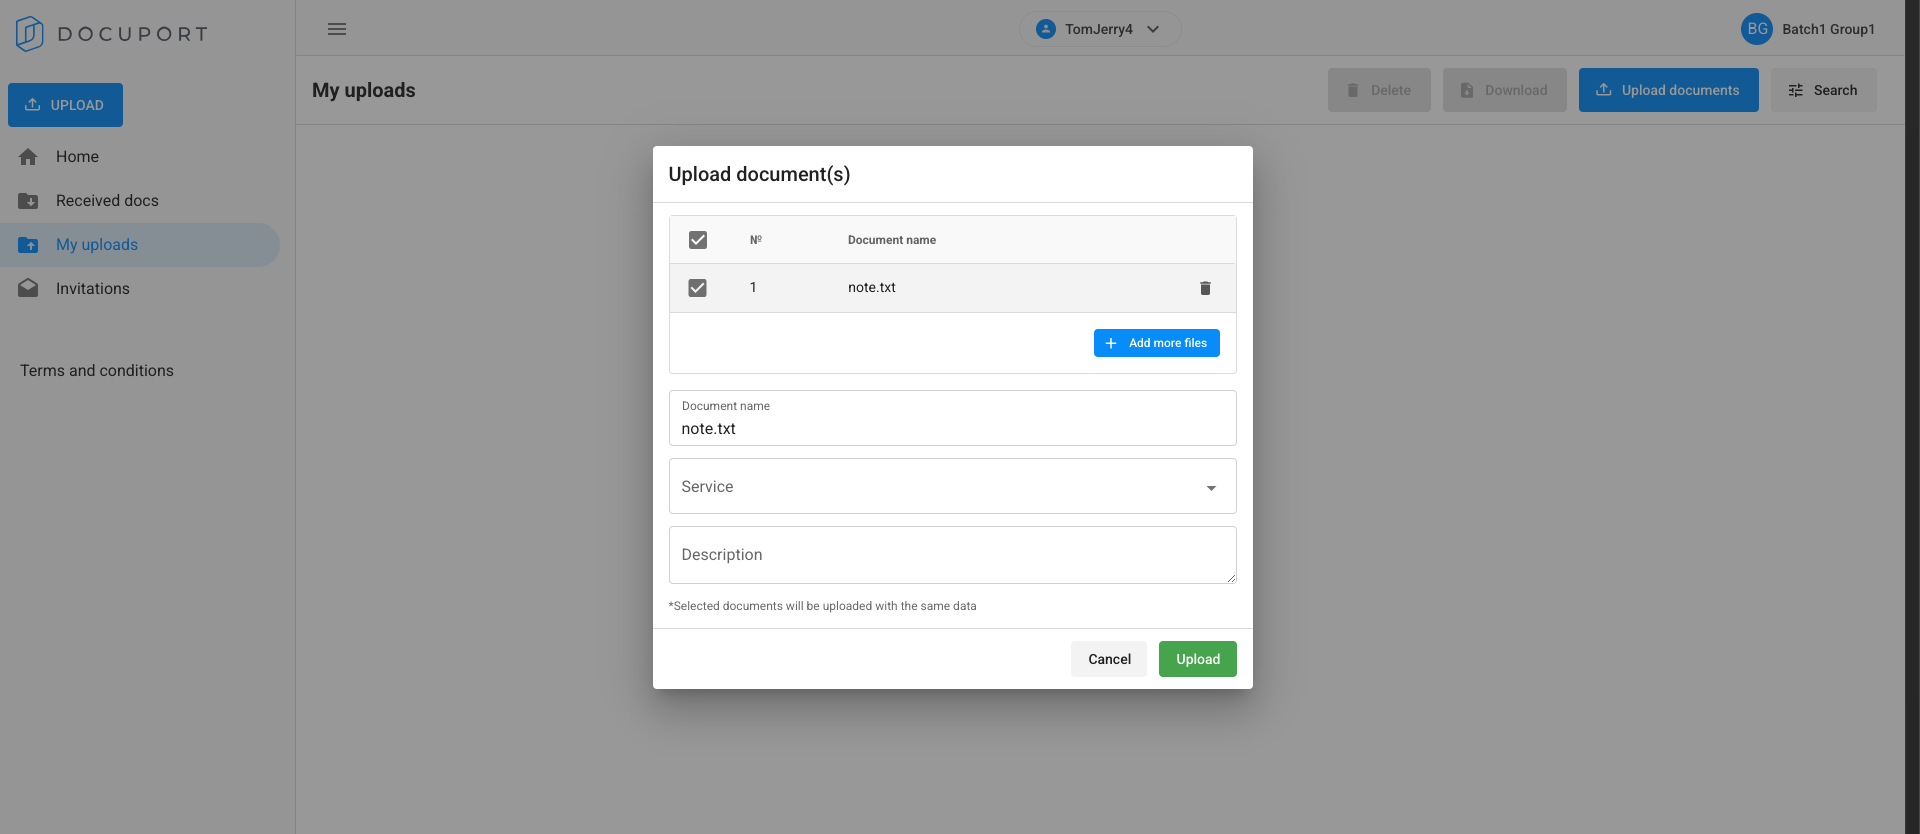 DOCUPORT
TomJerry4
BG Batch1 Group1
UPLOAD
Home
Received docs
My uploads
Invitations
Terms and conditions
My uploads
Delete
Download
Upload documents
Search
Upload document(s)
№ Document name
1 note.txt
Add more files
Document name
note.txt
Service
Description
*Selected documents will be uploaded with the same data
Cancel
Upload